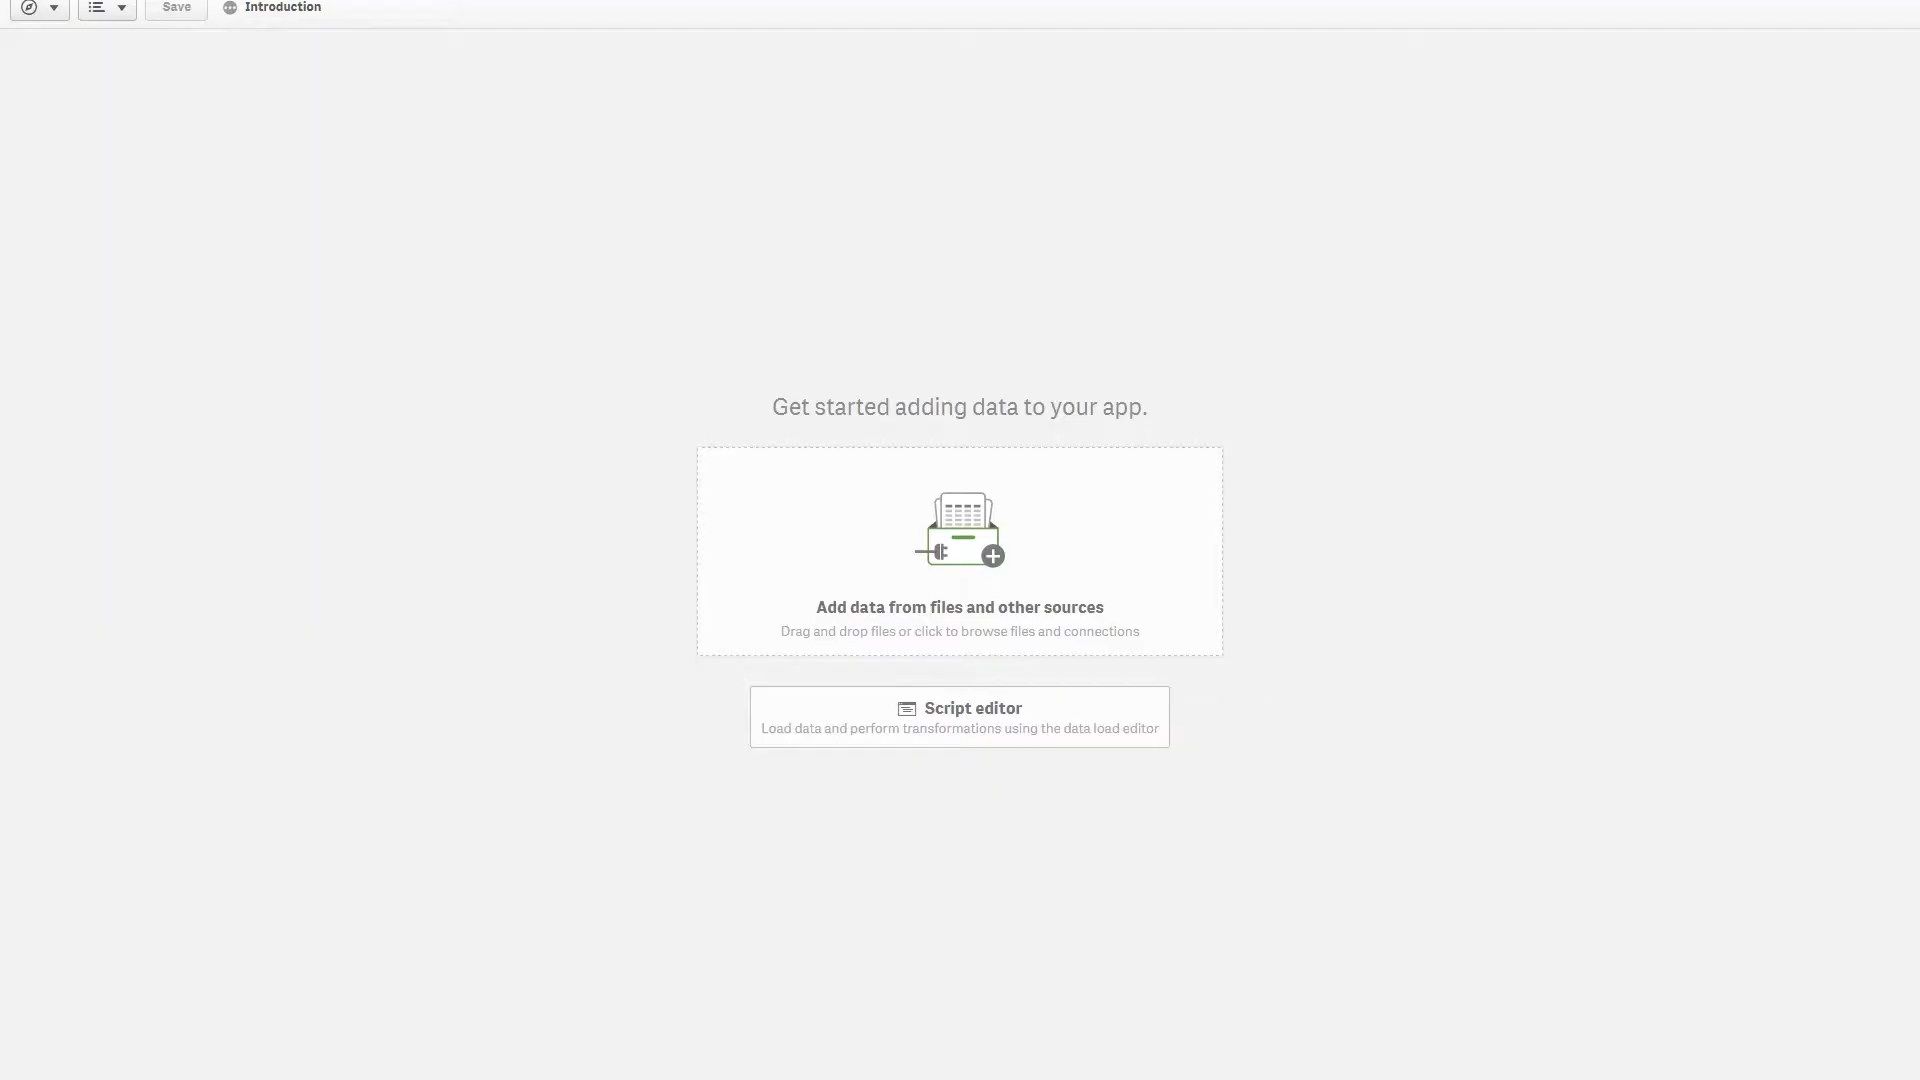 Save
Introduction
Get started adding data to your app.
Add data from files and other sources
Drag and drop files or click to browse files and connections
Script editor
Load data and perform transformations using the data load editor